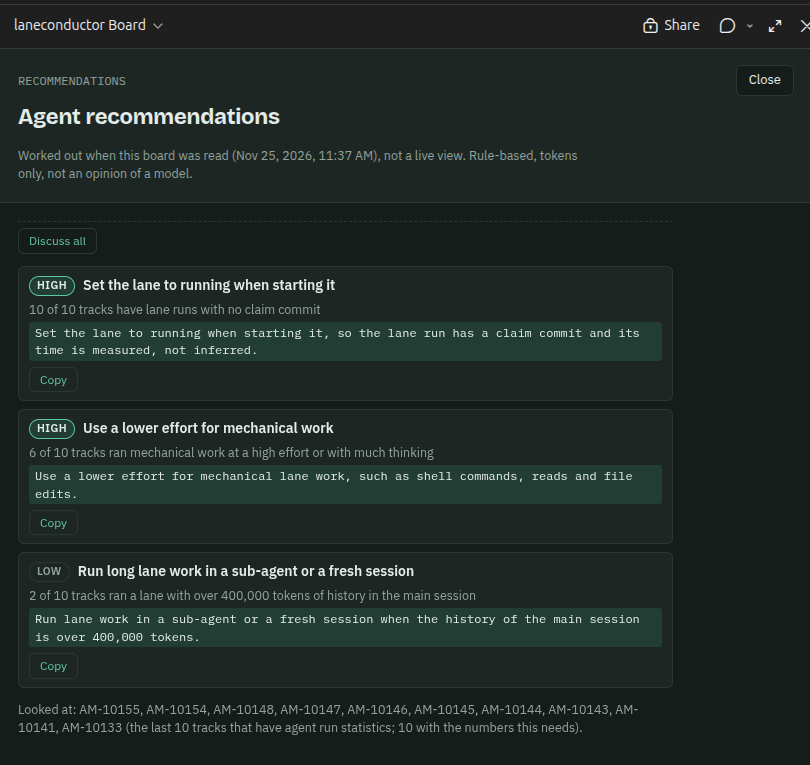 laneconductor Board
Share
RECOMMENDATIONS
Close
Agent recommendations
Worked out when this board was read (Nov 25, 2026, 11:37 AM), not a live view. Rule-based, tokens
only, not an opinion of a model.
Discuss all
HIGH Set the lane to running when starting it
10 of 10 tracks have lane runs with no claim commit
Set the lane to running when starting it, so the lane run has a claim commit and its
time is measured, not inferred.
Copy
HIGH Use a lower effort for mechanical work
6 of 10 tracks ran mechanical work at a high effort or with much thinking
Use a lower effort for mechanical lane work, such as shell commands, reads and file
edits.
Copy
LOW Run long lane work in a sub-agent or a fresh session
2 of 10 tracks ran a lane with over 400,000 tokens of history in the main session
Run lane work in a sub-agent or a fresh session when the history of the main session
is over 400,000 tokens.
Copy
Looked at: AM-10155, AM-10154, AM-10148, AM-10147, AM-10146, AM-10145, AM-10144, AM-10143, AM-
10141, AM-10133 (the last 10 tracks that have agent run statistics; 10 with the numbers this needs).